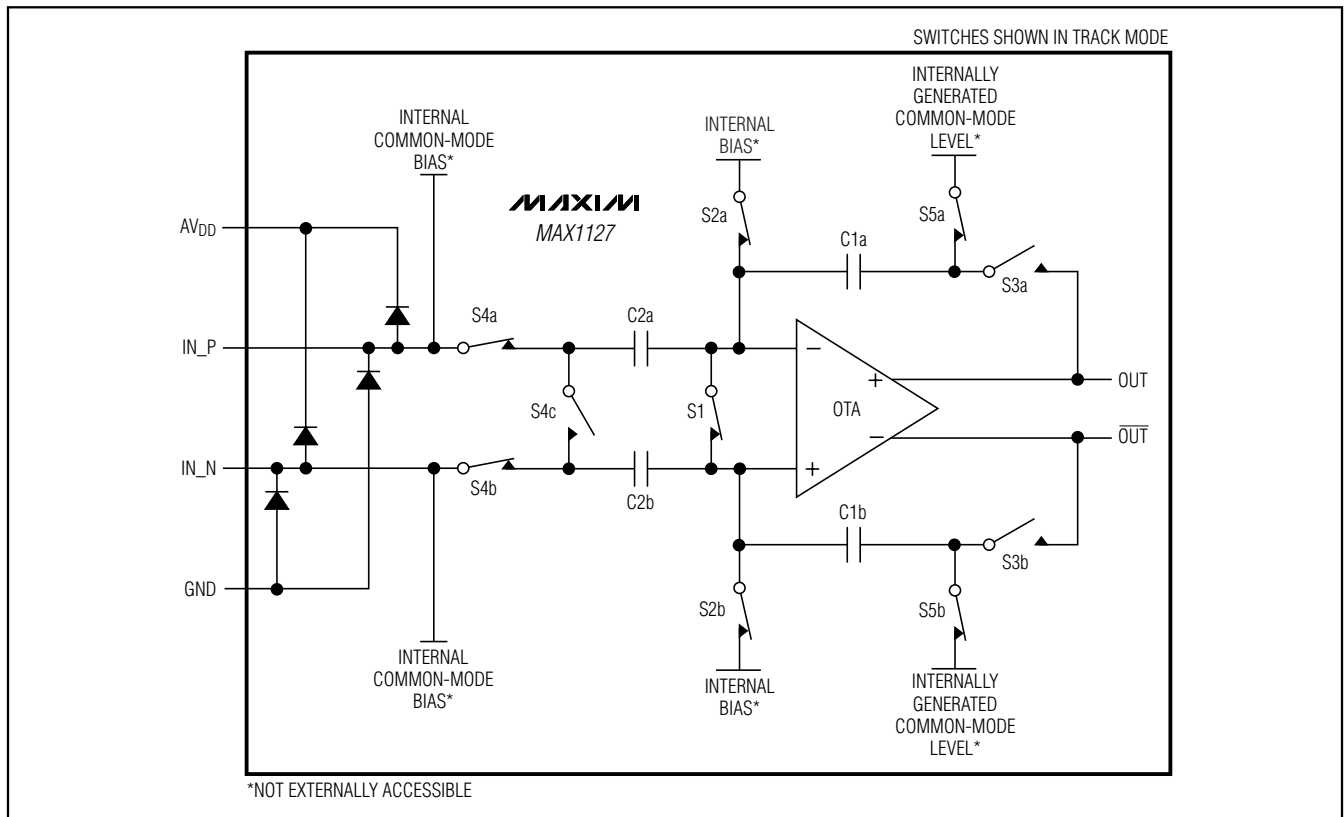 SWITCHES SHOWN IN TRACK MODE
INTERNALLY
GENERATED
COMMON-MODE
LEVEL*
INTERNAL
COMMON-MODE
BIAS*
INTERNAL
BIAS*
MAXIM
MAX1127
S2a
S5a
AVDD
C1a
S3a
S4a
C2a
IN_P
OUT
S4c
S1
OTA
OUT
IN_N
S4b
C2b
C1b
S3b
GND
S2b
S5b
INTERNAL
COMMON-MODE
BIAS*
INTERNAL
BIAS*
INTERNALLY
GENERATED
COMMON-MODE
LEVEL*
*NOT EXTERNALLY ACCESSIBLE